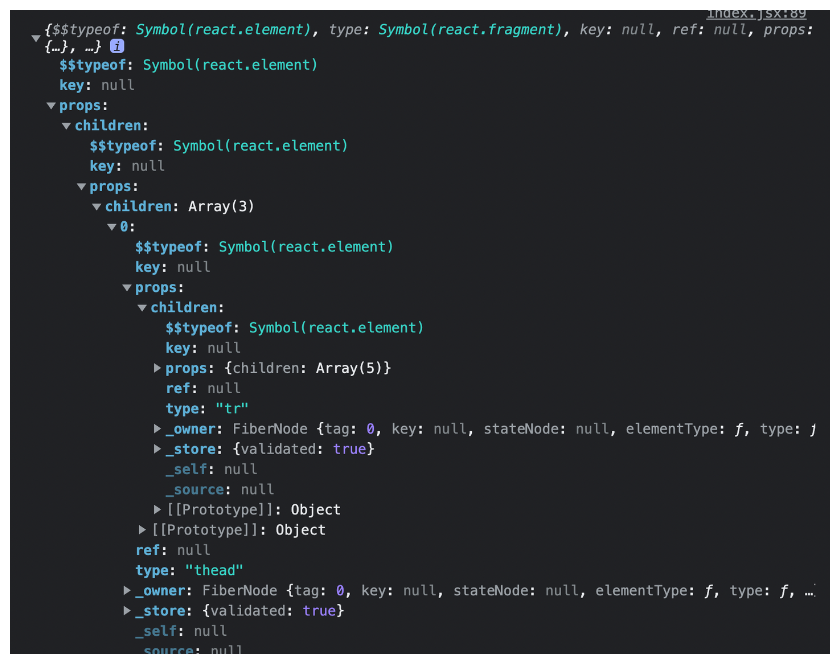 index.jsx:89
{$$typeof: Symbol(react.element), type: Symbol(react.fragment), key: null, ref: null, props:
{…}, …} i
$$typeof: Symbol(react.element)
key: null
props:
children:
$$typeof: Symbol(react.element)
key: null
props:
children: Array(3)
0:
$$typeof: Symbol(react.element)
key: null
props:
children:
$$typeof: Symbol(react.element)
key: null
props: {children: Array(5)}
ref: null
type: "tr"
_owner: FiberNode {tag: 0, key: null, stateNode: null, elementType: ƒ, type: ƒ
_store: {validated: true}
_self: null
_source: null
[[Prototype]]: Object
[[Prototype]]: Object
ref: null
type: "thead"
_owner: FiberNode {tag: 0, key: null, stateNode: null, elementType: ƒ, type: ƒ, …}
_store: {validated: true}
_self: null
_source: null